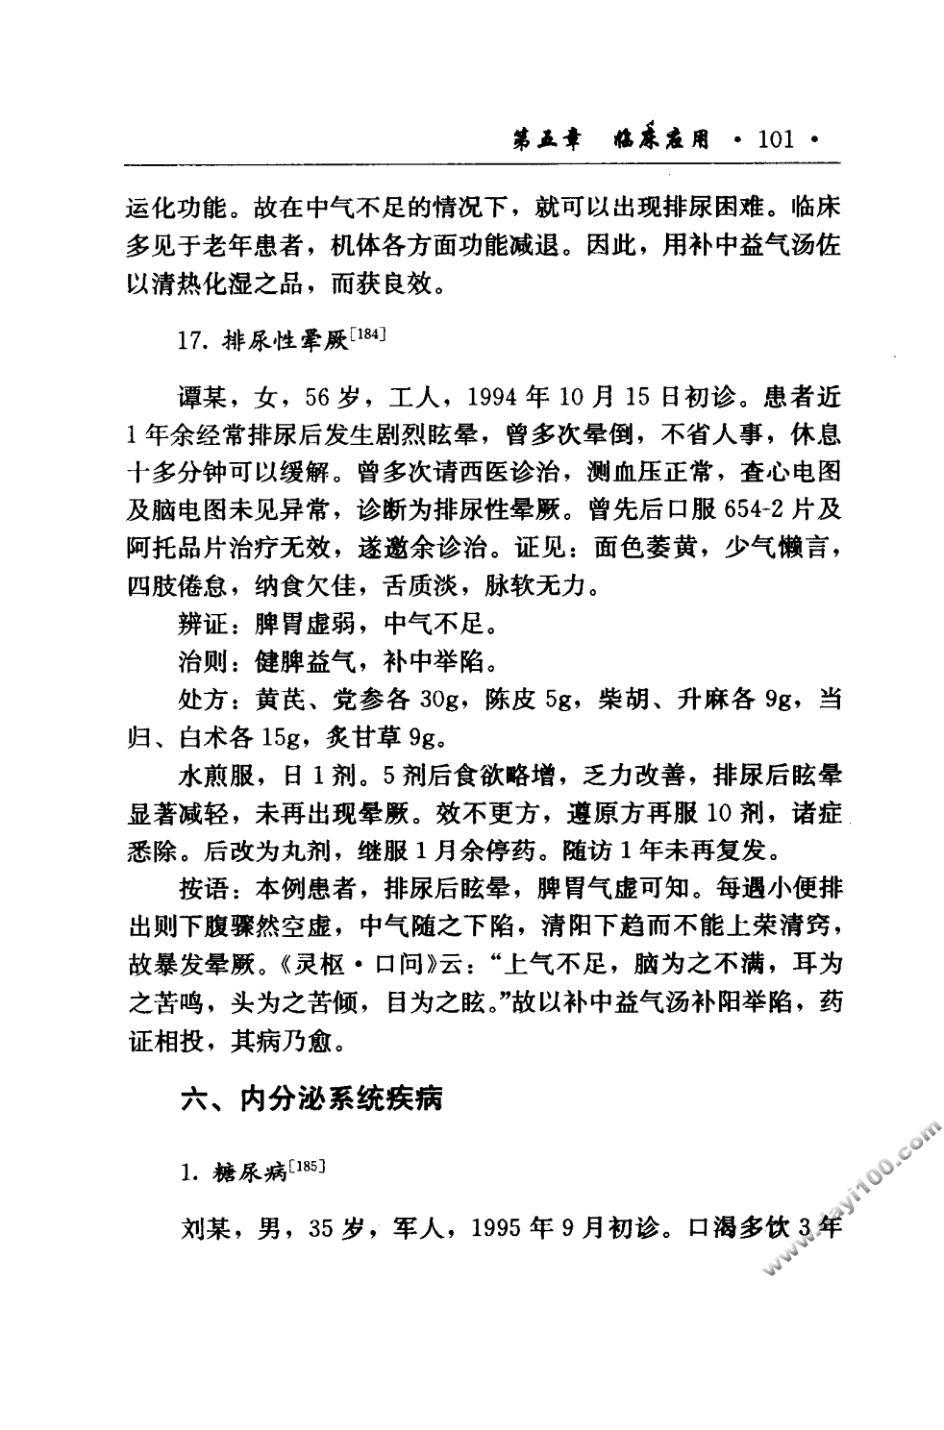 第五章 临床应用 · 101 ·
运化功能。故在中气不足的情况下，就可以出现排尿困难。临床
多见于老年患者，机体各方面功能减退。因此，用补中益气汤佐
以清热化湿之品，而获良效。
17. 排尿性晕厥[184]
谭某，女，56 岁，工人，1994 年 10 月 15 日初诊。患者近
1 年余经常排尿后发生剧烈眩晕，曾多次晕倒，不省人事，休息
十多分钟可以缓解。曾多次请西医诊治，测血压正常，查心电图
及脑电图未见异常，诊断为排尿性晕厥。曾先后口服 654-2 片及
阿托品片治疗无效，遂邀余诊治。证见：面色萎黄，少气懒言，
四肢倦怠，纳食欠佳，舌质淡，脉软无力。
辨证：脾胃虚弱，中气不足。
治则：健脾益气，补中举陷。
处方：黄芪、党参各 30g，陈皮 5g，柴胡、升麻各 9g，当
归、白术各 15g，炙甘草 9g。
水煎服，日 1 剂。5 剂后食欲略增，乏力改善，排尿后眩晕
显著减轻，未再出现晕厥。效不更方，遵原方再服 10 剂，诸症
悉除。后改为丸剂，继服 1 月余停药。随访 1 年未再复发。
按语：本例患者，排尿后眩晕，脾胃气虚可知。每遇小便排
出则下腹骤然空虚，中气随之下陷，清阳下趋而不能上荣清窍，
故暴发晕厥。《灵枢·口问》云：“上气不足，脑为之不满，耳为
之苦鸣，头为之苦倾，目为之眩。”故以补中益气汤补阳举陷，药
证相投，其病乃愈。
六、内分泌系统疾病
1. 糖尿病[185]
刘某，男，35 岁，军人，1995 年 9 月初诊。口渴多饮 3 年
www.dayi100.com